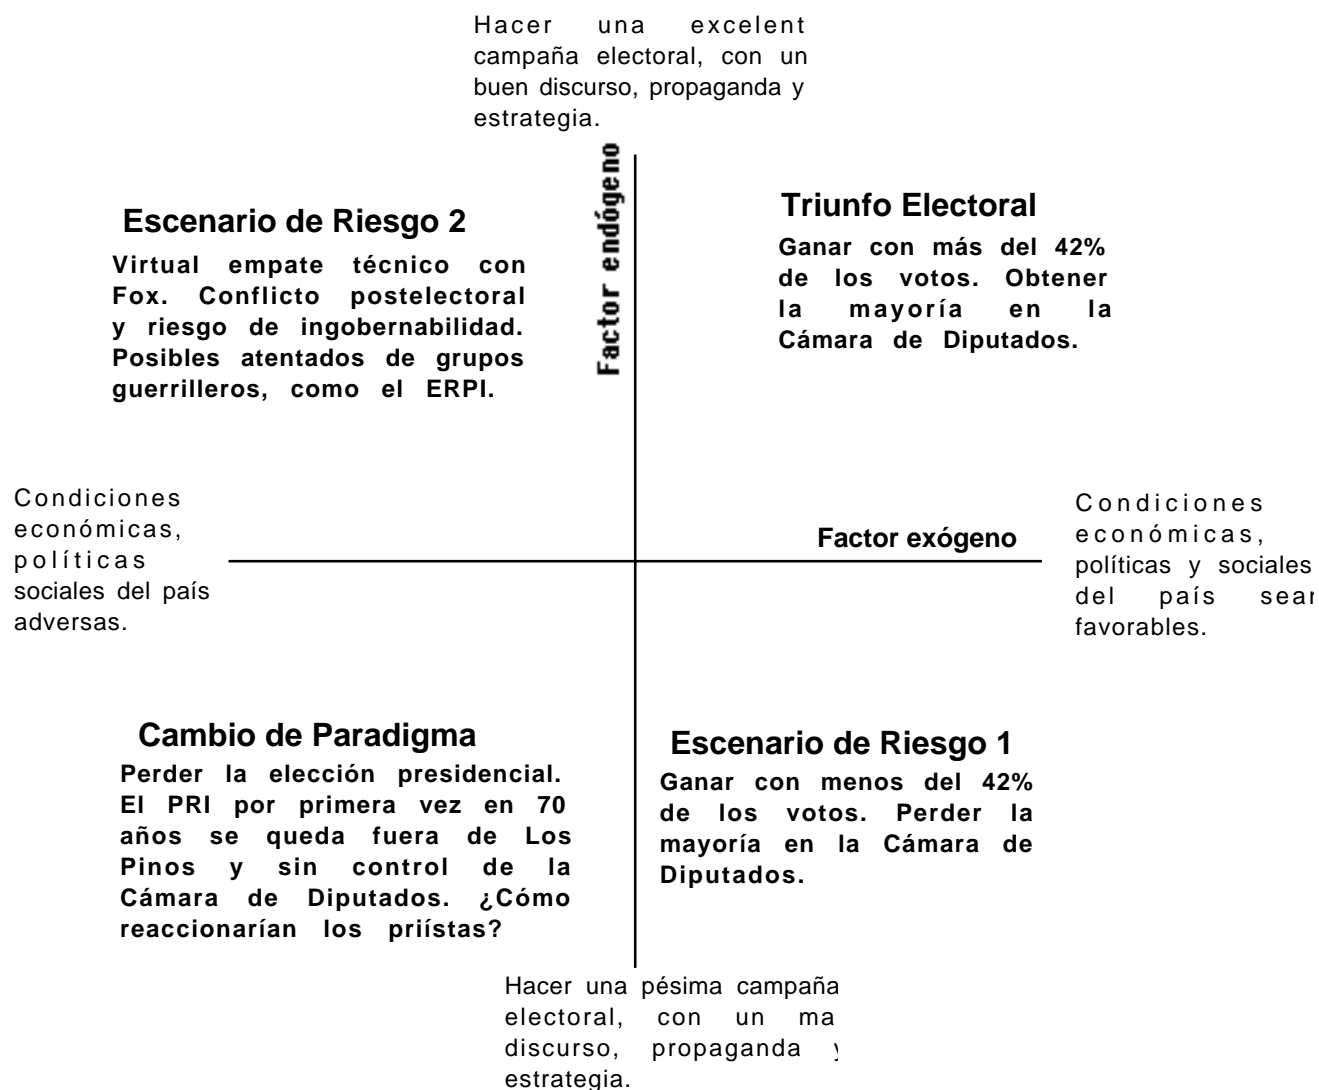 Hacer una excelent
campaña electoral, con un
buen discurso, propaganda y
estrategia.
Factor endógeno
Escenario de Riesgo 2
Virtual empate técnico con
Fox. Conflicto postelectoral
y riesgo de ingobernabilidad.
Posibles atentados de grupos
guerrilleros, como el ERPI.
Triunfo Electoral
Ganar con más del 42%
de los votos. Obtener
la mayoría en la
Cámara de Diputados.
Condiciones
económicas,
políticas
sociales del país
adversas.
Factor exógeno
Condiciones
económicas,
políticas y sociales
del país sean
favorables.
Cambio de Paradigma
Perder la elección presidencial.
El PRI por primera vez en 70
años se queda fuera de Los
Pinos y sin control de la
Cámara de Diputados. ¿Cómo
reaccionarían los priístas?
Escenario de Riesgo 1
Ganar con menos del 42%
de los votos. Perder la
mayoría en la Cámara de
Diputados.
Hacer una pésima campaña
electoral, con un ma
discurso, propaganda y
estrategia.